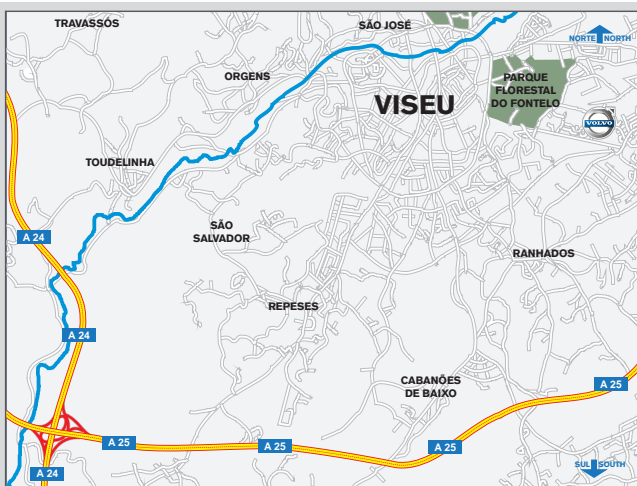 TRAVASSÓS
SÃO JOSÉ
NORTE NORTH
ORGENS
PARQUE
FLORESTAL
DO FONTELO
VISEU
VOLVO
TOUDELINHA
SÃO
SALVADOR
A 24
RANHADOS
REPESES
A 24
CABANÕES
DE BAIXO
A 25
A 25
A 25
A 25
SUL SOUTH
A 24